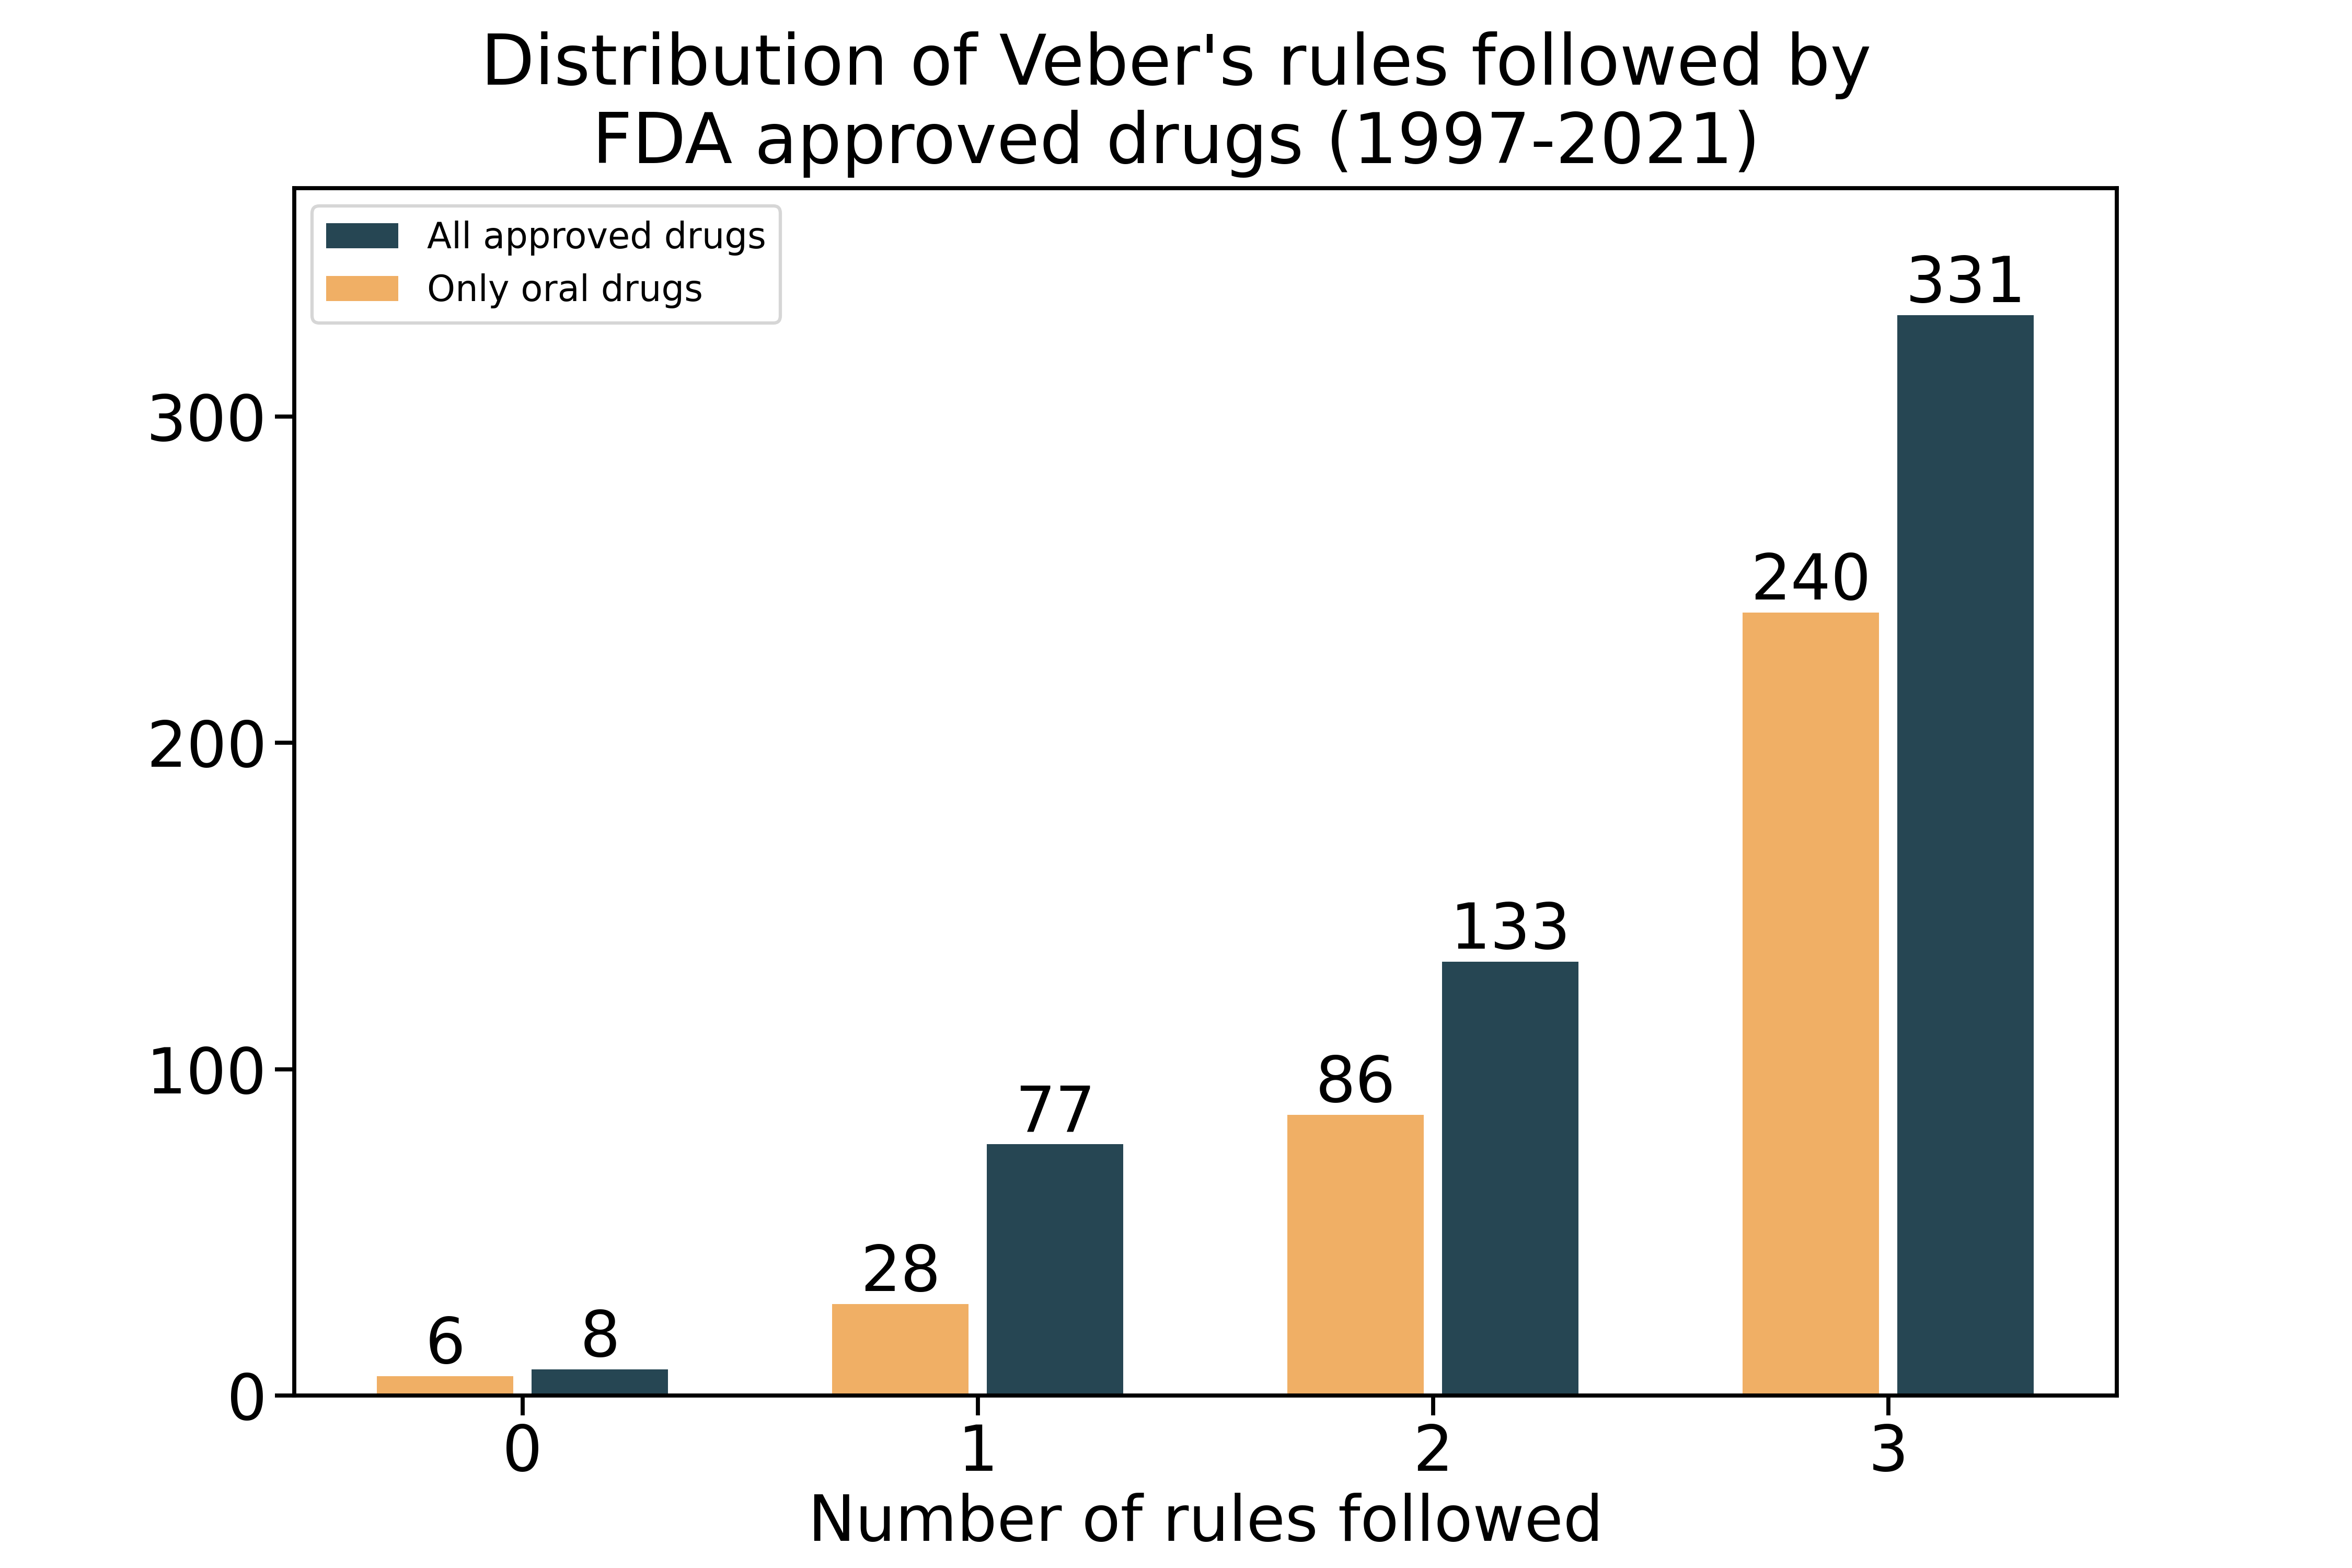 Distribution of Veber's rules followed by
FDA approved drugs (1997-2021)
All approved drugs
Only oral drugs
331
300
240
200
133
100
86
77
28
6
8
0
0 1 2 3
Number of rules followed